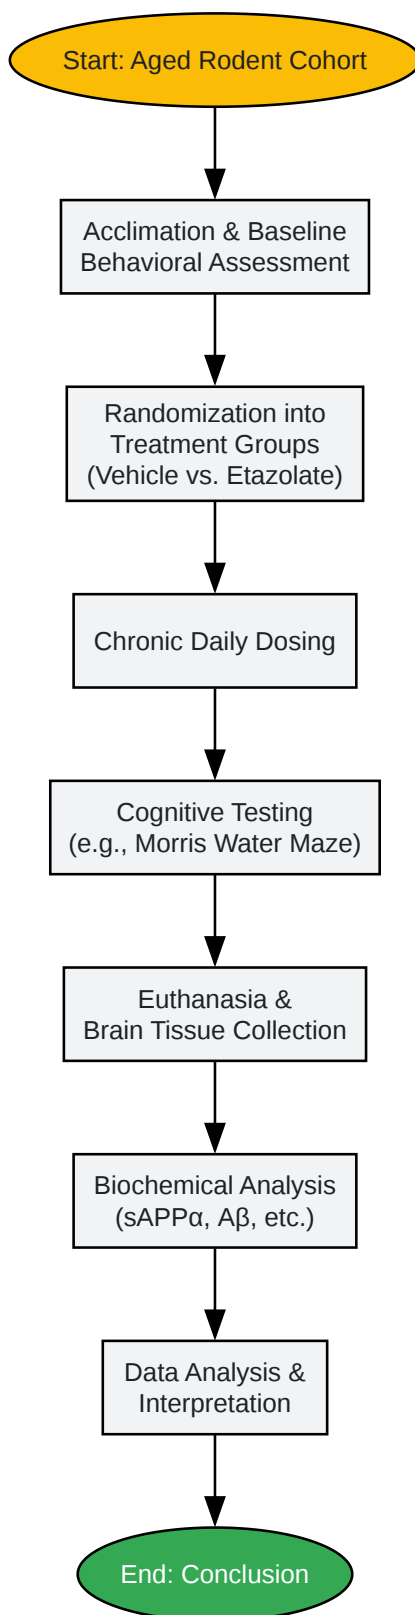 Start: Aged Rodent Cohort
Acclimation & Baseline
Behavioral Assessment
Randomization into
Treatment Groups
(Vehicle vs. Etazolate)
Chronic Daily Dosing
Cognitive Testing
(e.g., Morris Water Maze)
Euthanasia &
Brain Tissue Collection
Biochemical Analysis
(sAPPα, Aβ, etc.)
Data Analysis &
Interpretation
End: Conclusion